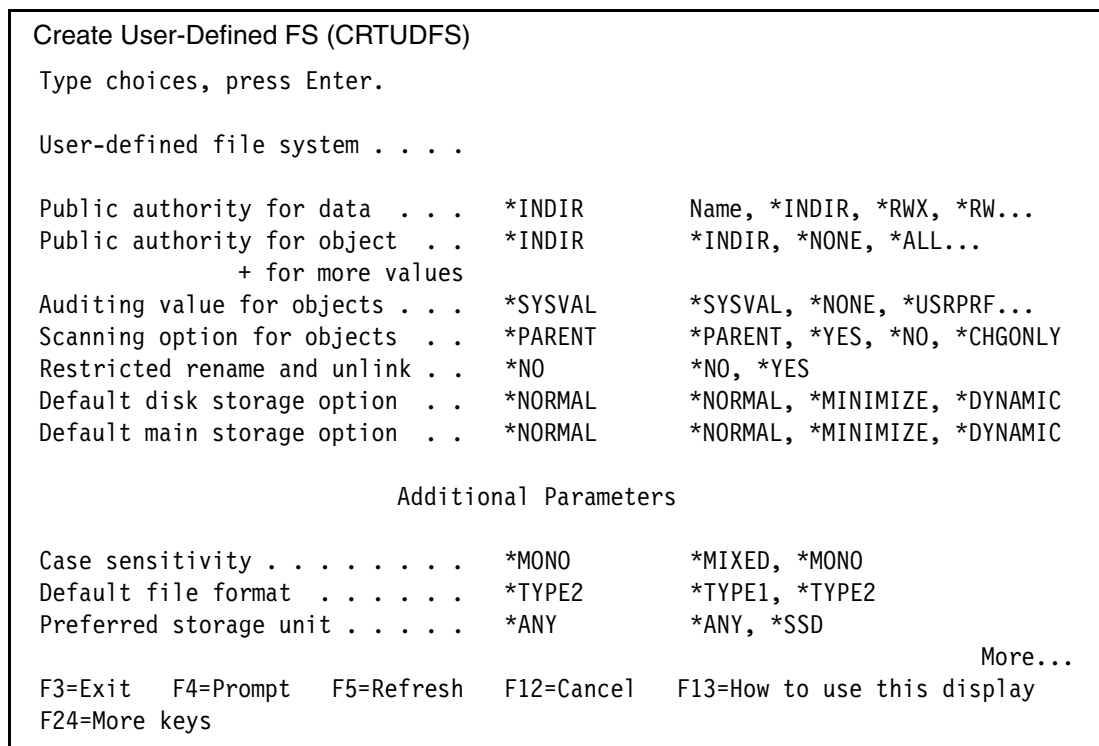 Create User-Defined FS (CRTUDFS)
Type choices, press Enter.
User-defined file system . . . .
Public authority for data . . . *INDIR Name, *INDIR, *RWX, *RW...
Public authority for object . . *INDIR *INDIR, *NONE, *ALL...
+ for more values
Auditing value for objects . . . *SYSVAL *SYSVAL, *NONE, *USRPRF...
Scanning option for objects . . *PARENT *PARENT, *YES, *NO, *CHGONLY
Restricted rename and unlink . . *NO *NO, *YES
Default disk storage option . . *NORMAL *NORMAL, *MINIMIZE, *DYNAMIC
Default main storage option . . *NORMAL *NORMAL, *MINIMIZE, *DYNAMIC
Additional Parameters
Case sensitivity . . . . . . . . *MONO *MIXED, *MONO
Default file format . . . . . . *TYPE2 *TYPE1, *TYPE2
Preferred storage unit . . . . . *ANY *ANY, *SSD
More...
F3=Exit F4=Prompt F5=Refresh F12=Cancel F13=How to use this display
F24=More keys